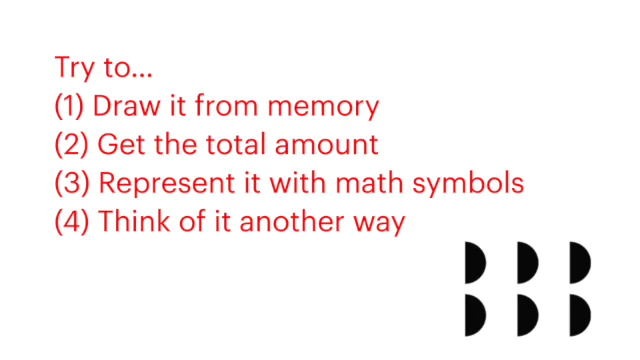 Try to...
(1) Draw it from memory
(2) Get the total amount
(3) Represent it with math symbols
(4) Think of it another way